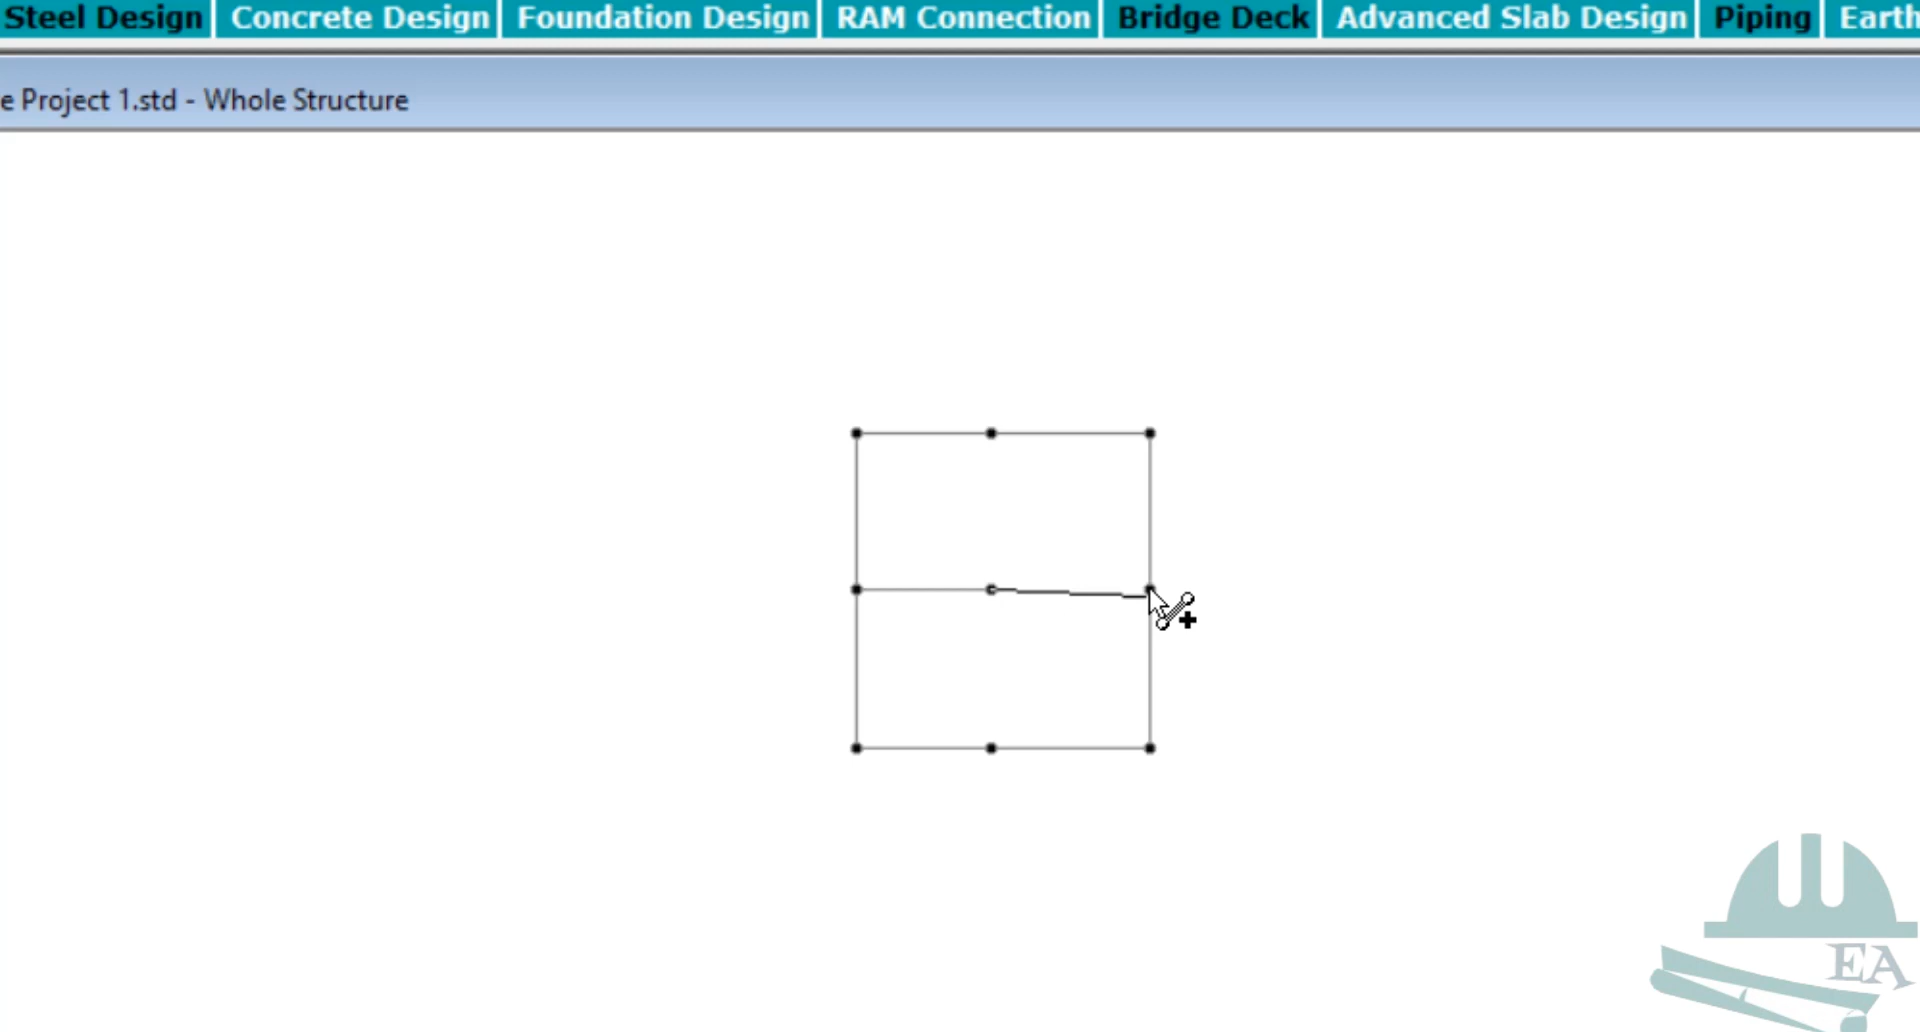 Steel Design Concrete Design Foundation Design RAM Connection Bridge Deck Advanced Slab Design Piping Earth
e Project 1.std - Whole Structure
EA